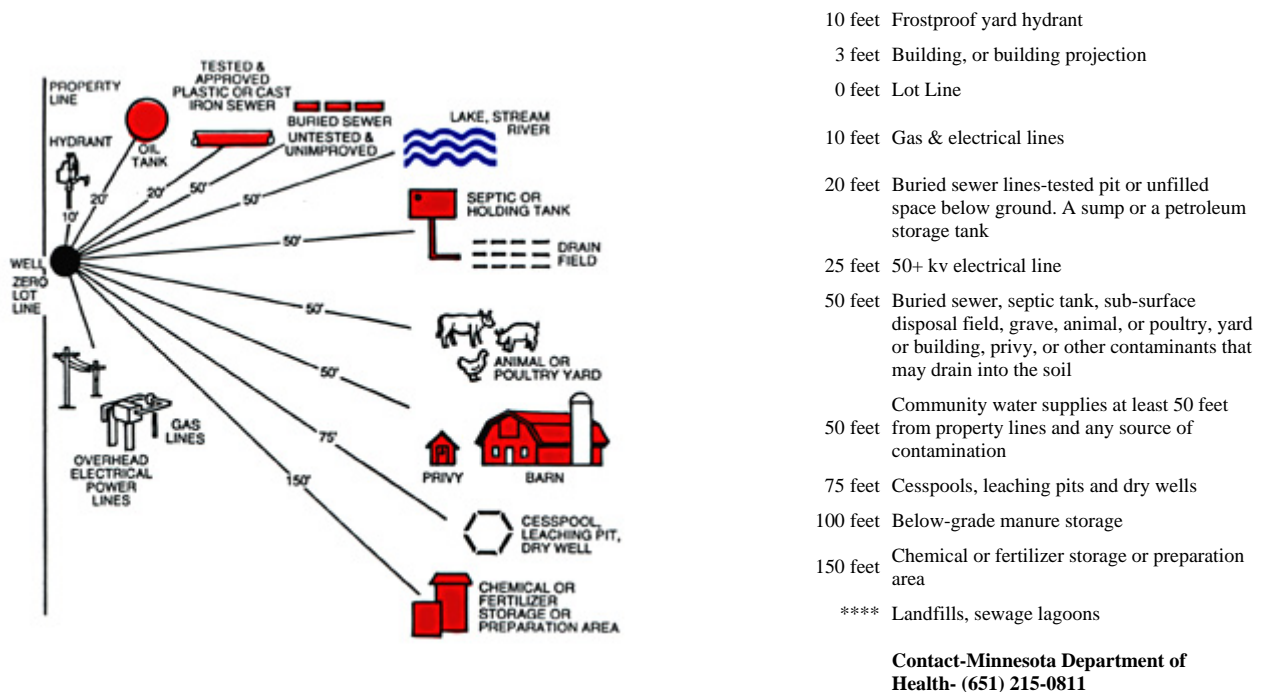 PROPERTY
LINE
TESTED &
APPROVED
PLASTIC OR CAST
IRON SEWER
HYDRANT
OIL
TANK
BURIED SEWER
UNTESTED &
UNIMPROVED
LAKE, STREAM
RIVER
10'
20'
20'
50'
50'
SEPTIC OR
HOLDING TANK
50'
DRAIN
FIELD
WELL
ZERO
LOT
LINE
50'
ANIMAL OR
POULTRY YARD
50'
GAS
LINES
OVERHEAD
ELECTRICAL
POWER
LINES
75'
PRIVY
BARN
150'
CESSPOOL,
LEACHING PIT,
DRY WELL
CHEMICAL OR
FERTILIZER
STORAGE OR
PREPARATION AREA
10 feet Frostproof yard hydrant
3 feet Building, or building projection
0 feet Lot Line
10 feet Gas & electrical lines
20 feet Buried sewer lines-tested pit or unfilled
space below ground. A sump or a petroleum
storage tank
25 feet 50+ kv electrical line
50 feet Buried sewer, septic tank, sub-surface
disposal field, grave, animal, or poultry, yard
or building, privy, or other contaminants that
may drain into the soil
Community water supplies at least 50 feet
50 feet from property lines and any source of
contamination
75 feet Cesspools, leaching pits and dry wells
100 feet Below-grade manure storage
150 feet Chemical or fertilizer storage or preparation
area
**** Landfills, sewage lagoons
Contact-Minnesota Department of
Health- (651) 215-0811